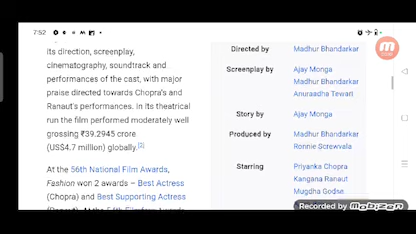 7:52
its direction, screenplay,
cinematography, soundtrack and
performances of the cast, with major
praise directed towards Chopra's and
Ranaut's performances. in its theatrical
run the film performed moderately well
grossing ₹39.2945 crore
(US$4.7 million) globally.[2]
At the 56th National Film Awards,
Fashion won 2 awards – Best Actress
(Chopra) and Best Supporting Actress
Directed by Madhur Bhandarkar
Screenplay by Ajay Monga
Madhur Bhandarkar
Anuraadha Tewari
Story by Ajay Monga
Produced by Madhur Bhandarkar
Ronnie Screwvala
Starring Priyanka Chopra
Kangana Ranaut
Mugdha Godse
Recorded by Mobizen